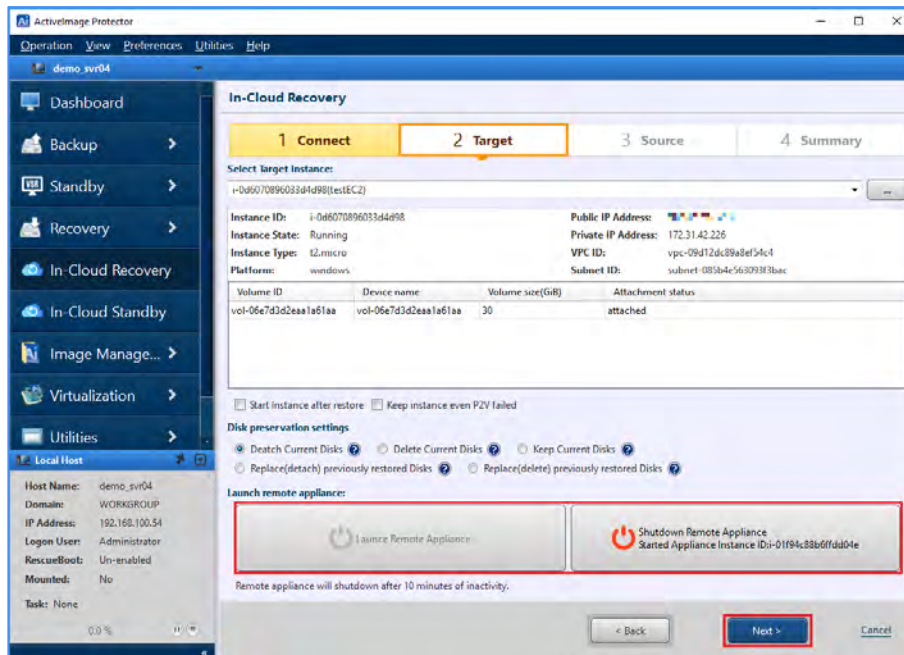 ActiveImage Protector
Operation View Preferences Utilities Help
demo_svr04
Dashboard
Backup
Standby
Recovery
In-Cloud Recovery
In-Cloud Standby
Image Manage...
Virtualization
Utilities
Local Host
Host Name: demo_svr04
Domain: WORKGROUP
IP Address: 192.168.100.54
Logon User: Administrator
RescueBoot: Un-enabled
Mounted: No
Task: None
0.0 %
In-Cloud Recovery
1 Connect 2 Target 3 Source 4 Summary
Select Target Instance:
i-0d6070896033d4d98(testEC2) ...
Instance ID: i-0d6070896033d4d98 Public IP Address:
Instance State: Running Private IP Address: 172.31.42.226
Instance Type: t2.micro VPC ID: vpc-09d12dc89a8ef54c4
Platform: windows Subnet ID: subnet-085b4e563093f3bac
Volume ID Device name Volume size(GiB) Attachment status
vol-06e7d3d2eaa1a61aa vol-06e7d3d2eaa1a61aa 30 attached
Start instance after restore Keep instance even P2V failed
Disk preservation settings
Deatch Current Disks Delete Current Disks Keep Current Disks
Replace(detach) previously restored Disks Replace(delete) previously restored Disks
Launch remote appliance:
Remote Appliance
Shutdown Remote Appliance
Started Appliance Instance ID:i-01f94c88b6ffdd04e
Remote appliance will shutdown after 10 minutes of inactivity.
< Back Next > Cancel